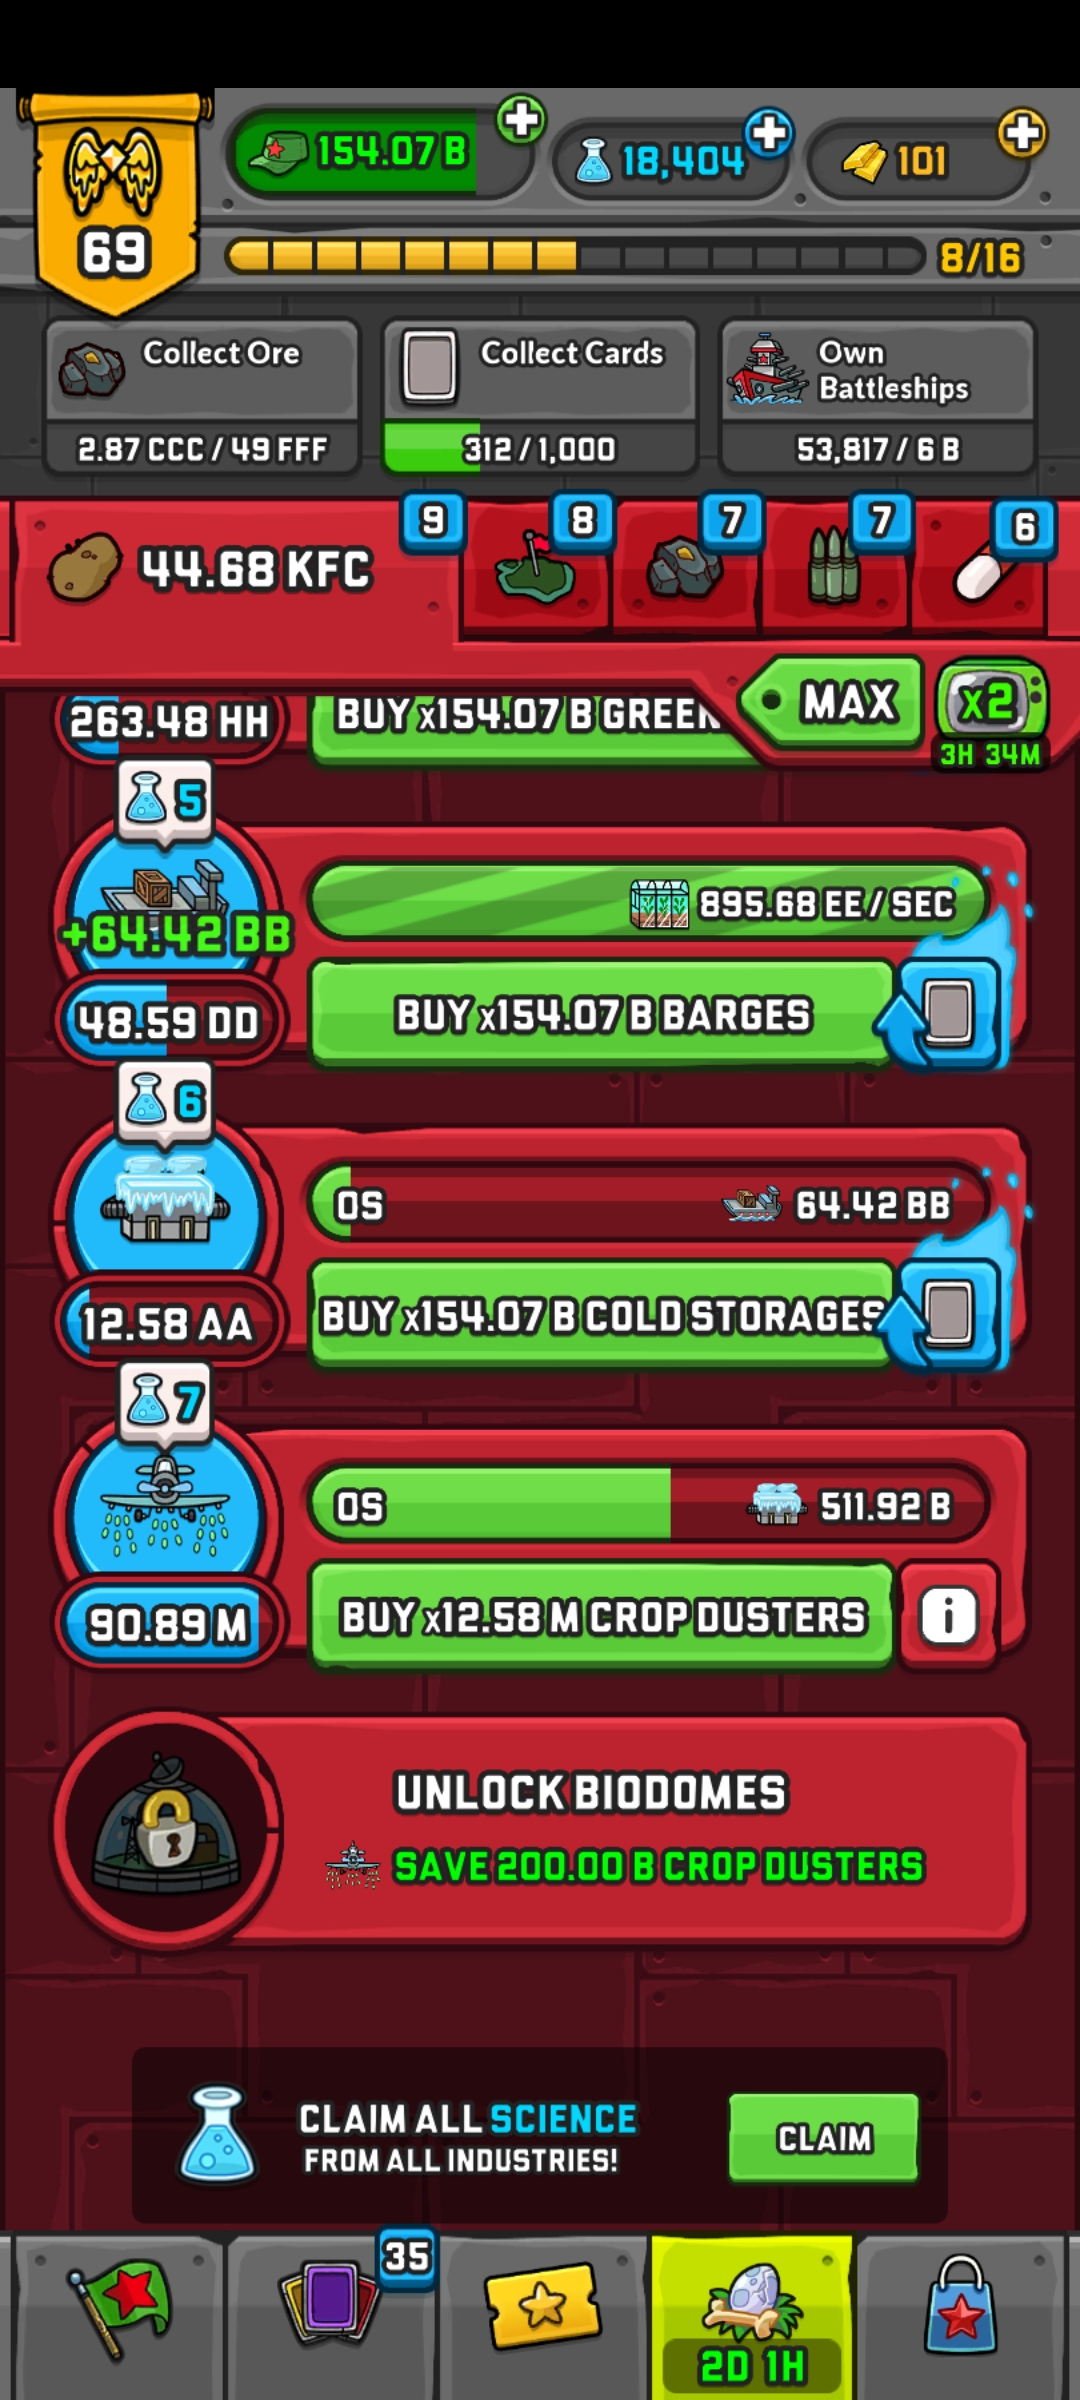 154.07 B
18,404
101
69
8/16
Collect Ore
2.87 CCC / 49 FFF
Collect Cards
312 / 1,000
Own
Battleships
53,817 / 6 B
44.68 KFC
9
8
7
7
6
MAX
x2
3H 34M
263.48 HH
BUY x154.07 B GREEN
5
+64.42 BB
895.68 EE / SEC
48.59 DD
BUY x154.07 B BARGES
6
0S
64.42 BB
12.58 AA
BUY x154.07 B COLD STORAGES
7
0S
511.92 B
90.89 M
BUY x12.58 M CROP DUSTERS
i
UNLOCK BIODOMES
SAVE 200.00 B CROP DUSTERS
CLAIM ALL SCIENCE
FROM ALL INDUSTRIES!
CLAIM
35
2D 1H